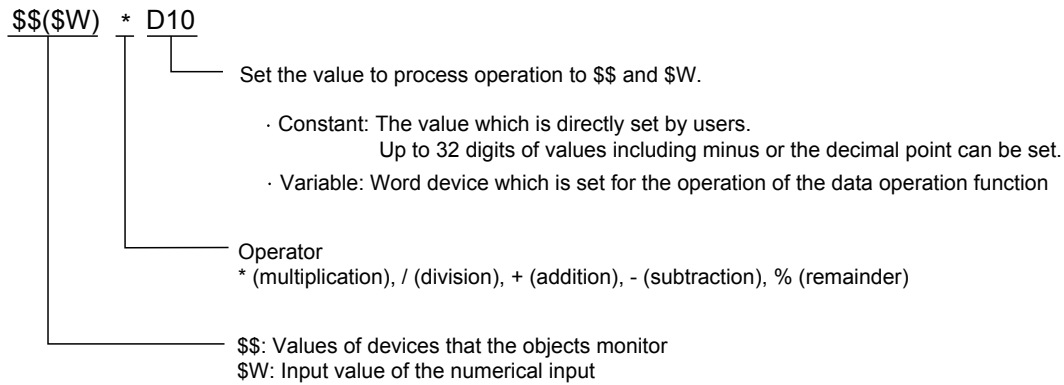 $$($W) * D10
Set the value to process operation to $$ and $W.
· Constant: The value which is directly set by users.
Up to 32 digits of values including minus or the decimal point can be set.
· Variable: Word device which is set for the operation of the data operation function
Operator
* (multiplication), / (division), + (addition), - (subtraction), % (remainder)
$$: Values of devices that the objects monitor
$W: Input value of the numerical input